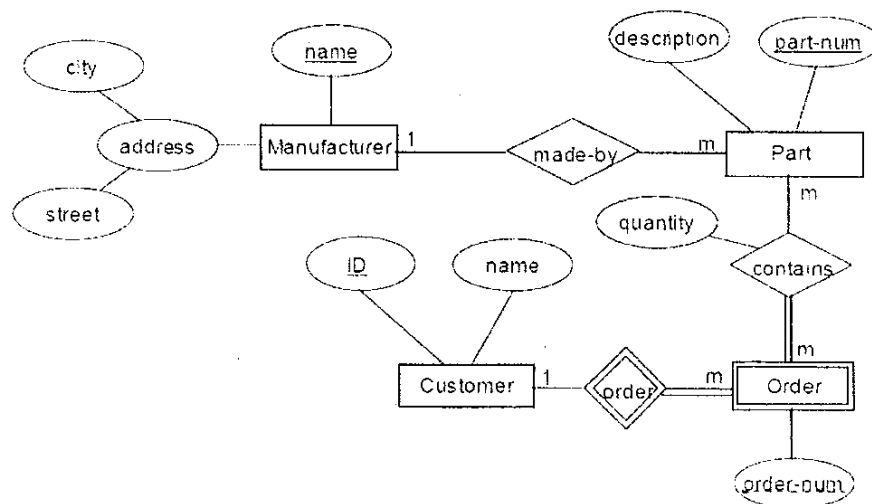 description
part-num
name
city
address
Manufacturer
1
made-by
m
Part
street
m
quantity
ID
name
contains
m
Customer
1
order
m
Order
order-num